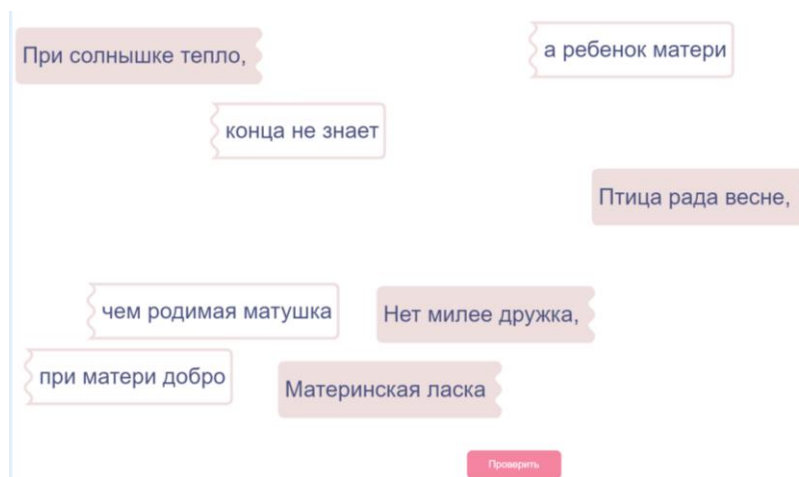 При солнышке тепло,
а ребенок матери
конца не знает
Птица рада весне,
чем родимая матушка
Нет милее дружка,
при матери добро
Материнская ласка
Проверить